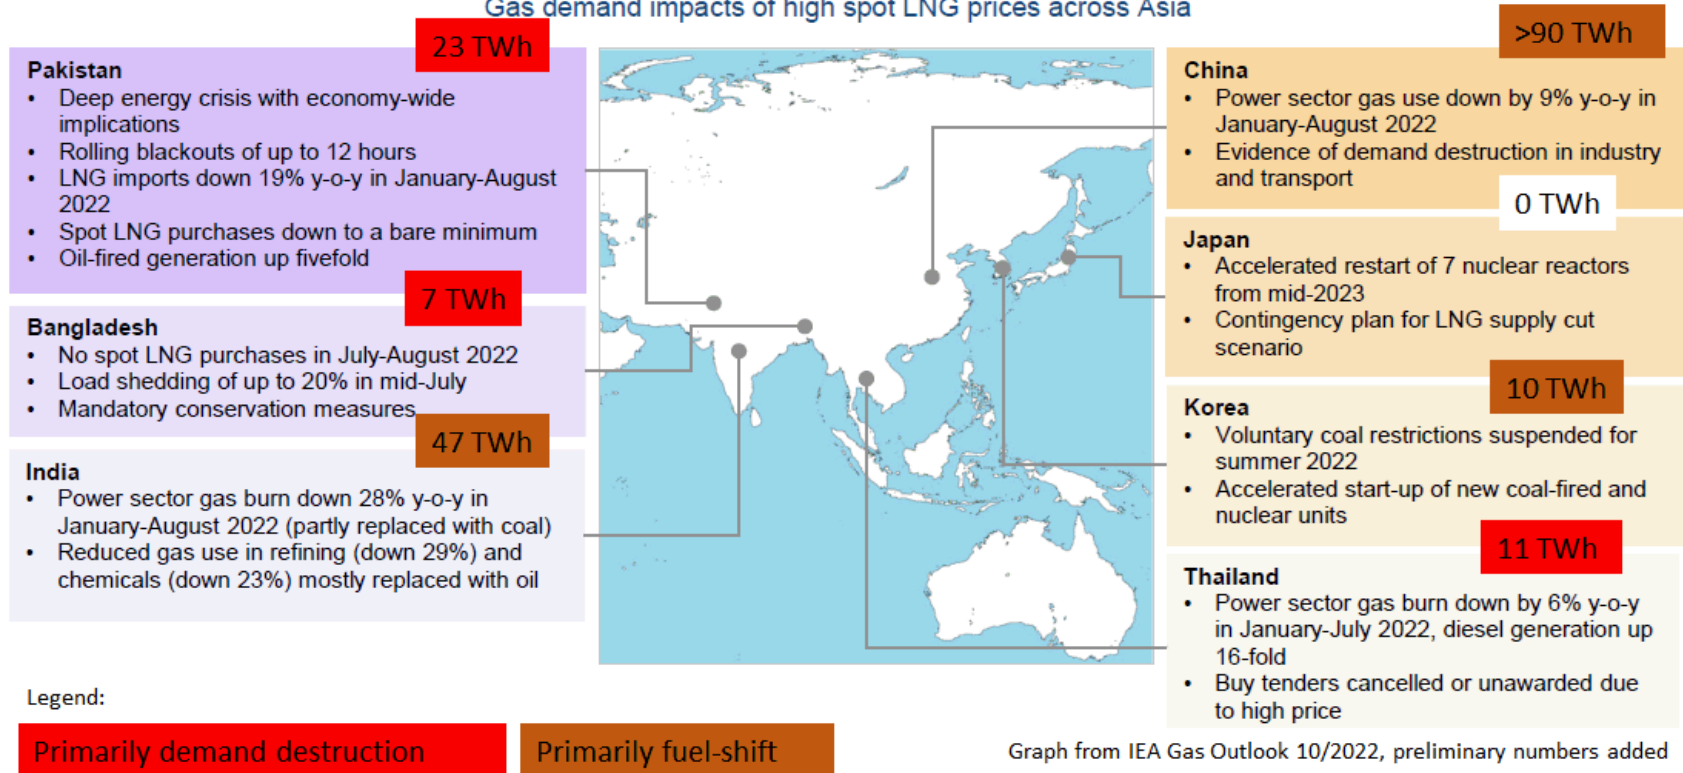 Gas demand impacts of high spot LNG prices across Asia
23 TWh
Pakistan
• Deep energy crisis with economy-wide
implications
• Rolling blackouts of up to 12 hours
• LNG imports down 19% y-o-y in January-August
2022
• Spot LNG purchases down to a bare minimum
• Oil-fired generation up fivefold
7 TWh
Bangladesh
• No spot LNG purchases in July-August 2022
• Load shedding of up to 20% in mid-July
• Mandatory conservation measures
47 TWh
India
• Power sector gas burn down 28% y-o-y in
January-August 2022 (partly replaced with coal)
• Reduced gas use in refining (down 29%) and
chemicals (down 23%) mostly replaced with oil
>90 TWh
China
• Power sector gas use down by 9% y-o-y in
January-August 2022
• Evidence of demand destruction in industry
and transport
0 TWh
Japan
• Accelerated restart of 7 nuclear reactors
from mid-2023
• Contingency plan for LNG supply cut
scenario
10 TWh
Korea
• Voluntary coal restrictions suspended for
summer 2022
• Accelerated start-up of new coal-fired and
nuclear units
11 TWh
Thailand
• Power sector gas burn down by 6% y-o-y
in January-July 2022, diesel generation up
16-fold
• Buy tenders cancelled or unawarded due
to high price
Legend:
Primarily demand destruction
Primarily fuel-shift
Graph from IEA Gas Outlook 10/2022, preliminary numbers added